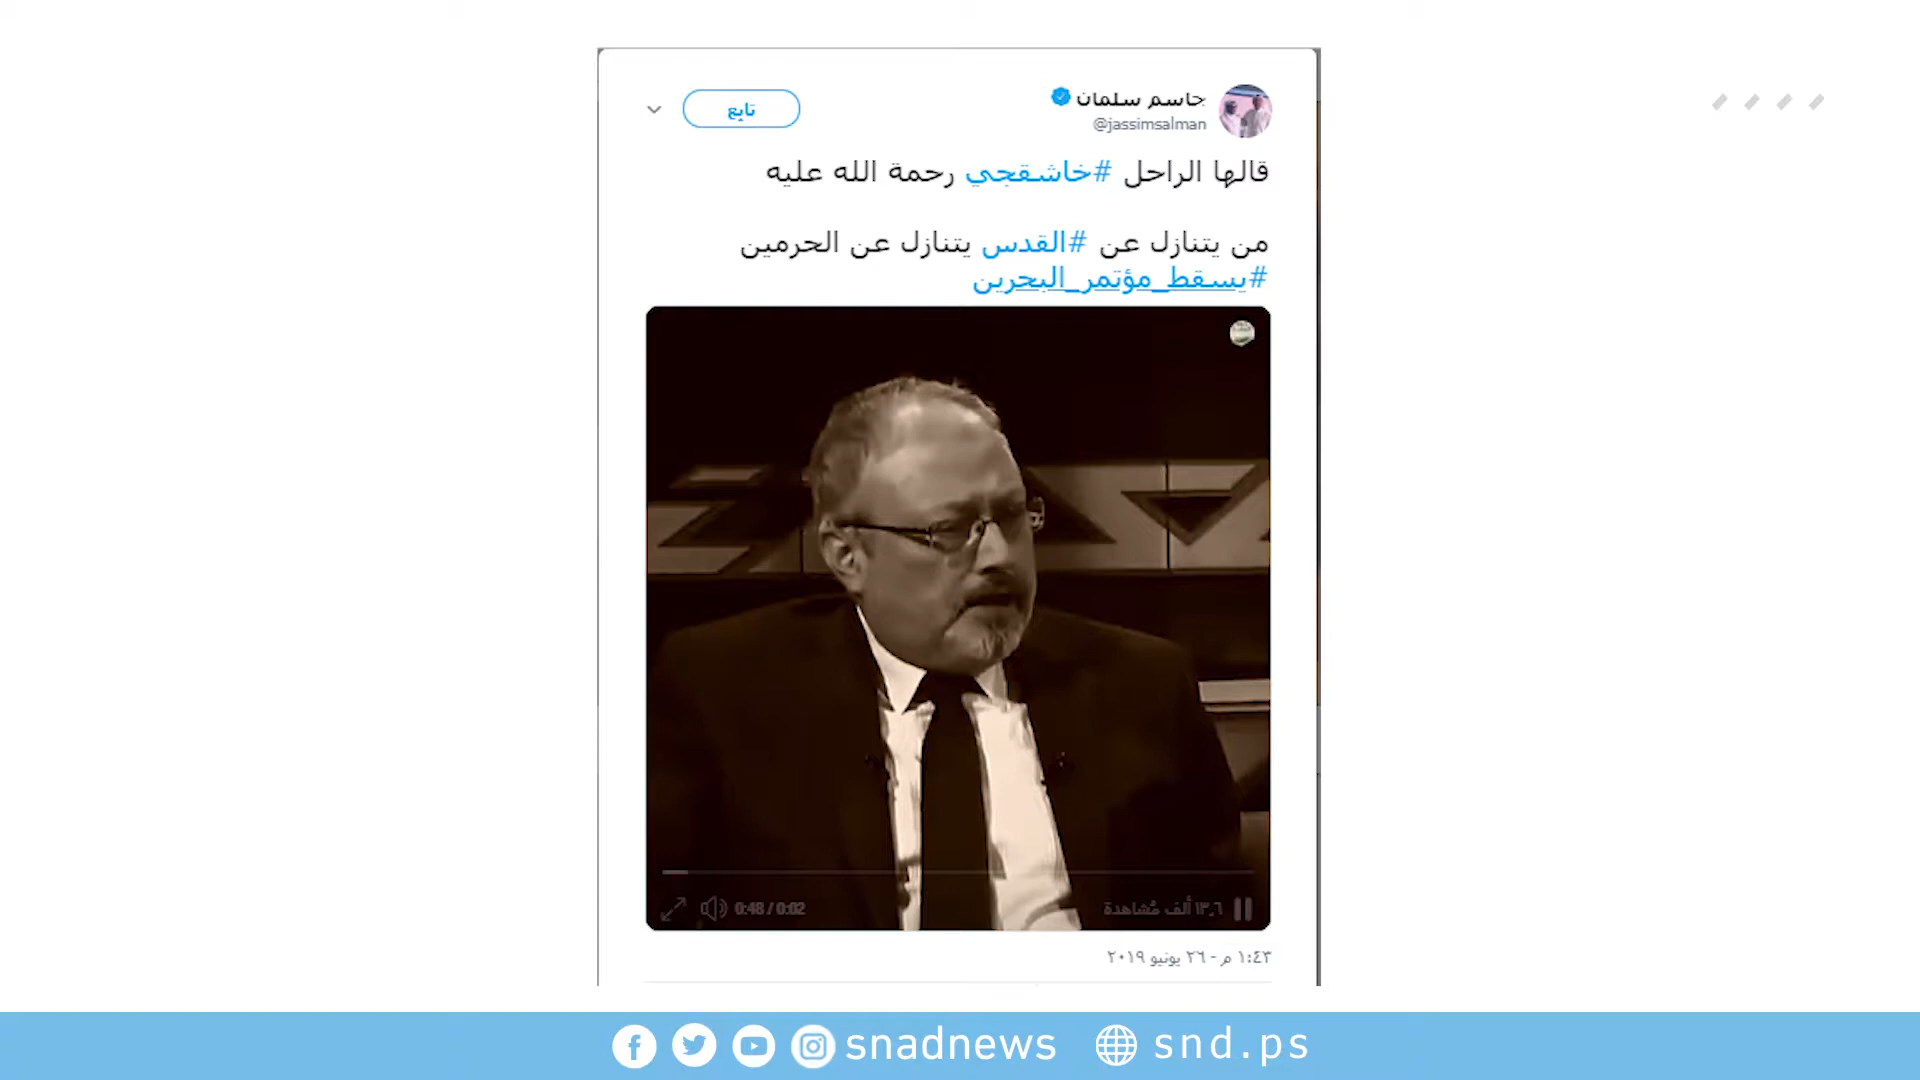 جاسم سلمان
@jassimsalman
تابع
قالها الراحل #خاشقجي رحمة الله عليه
من يتنازل عن #القدس يتنازل عن الحرمين
#يسقط_مؤتمر_البحرين
0:48 / 0:02
١٣٫٦ ألف مُشاهدة
١:٤٣ م - ٢٦ يونيو ٢٠١٩
snadnews
snd.ps